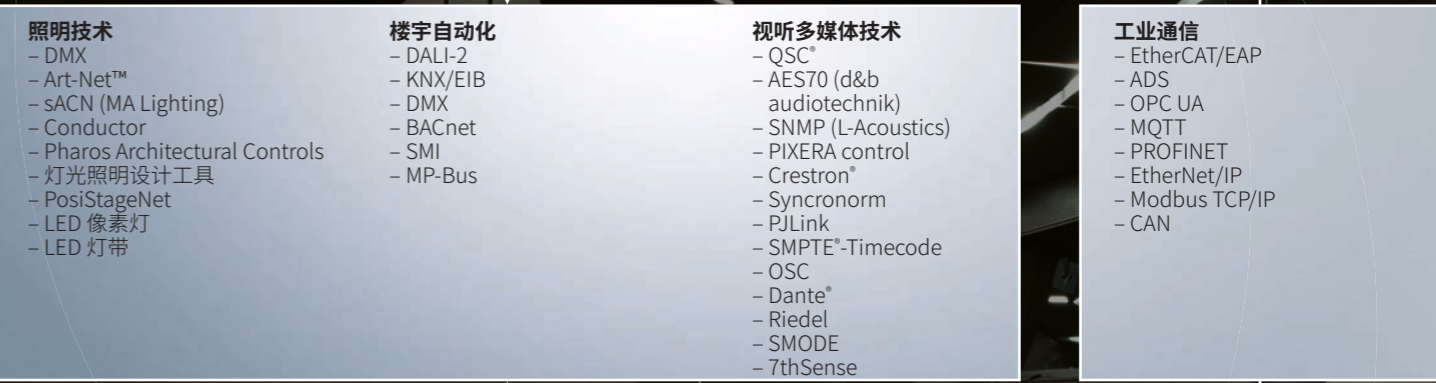 照明技术
– DMX
– Art-Net™
– sACN (MA Lighting)
– Conductor
– Pharos Architectural Controls
– 灯光照明设计工具
– PosiStageNet
– LED 像素灯
– LED 灯带
楼宇自动化
– DALI-2
– KNX/EIB
– DMX
– BACnet
– SMI
– MP-Bus
视听多媒体技术
– QSC®
– AES70 (d&b
audiotechnik)
– SNMP (L-Acoustics)
– PIXERA control
– Crestron®
– Syncronorm
– PJLink
– SMPTE®-Timecode
– OSC
– Dante®
– Riedel
– SMODE
– 7thSense
工业通信
– EtherCAT/EAP
– ADS
– OPC UA
– MQTT
– PROFINET
– EtherNet/IP
– Modbus TCP/IP
– CAN